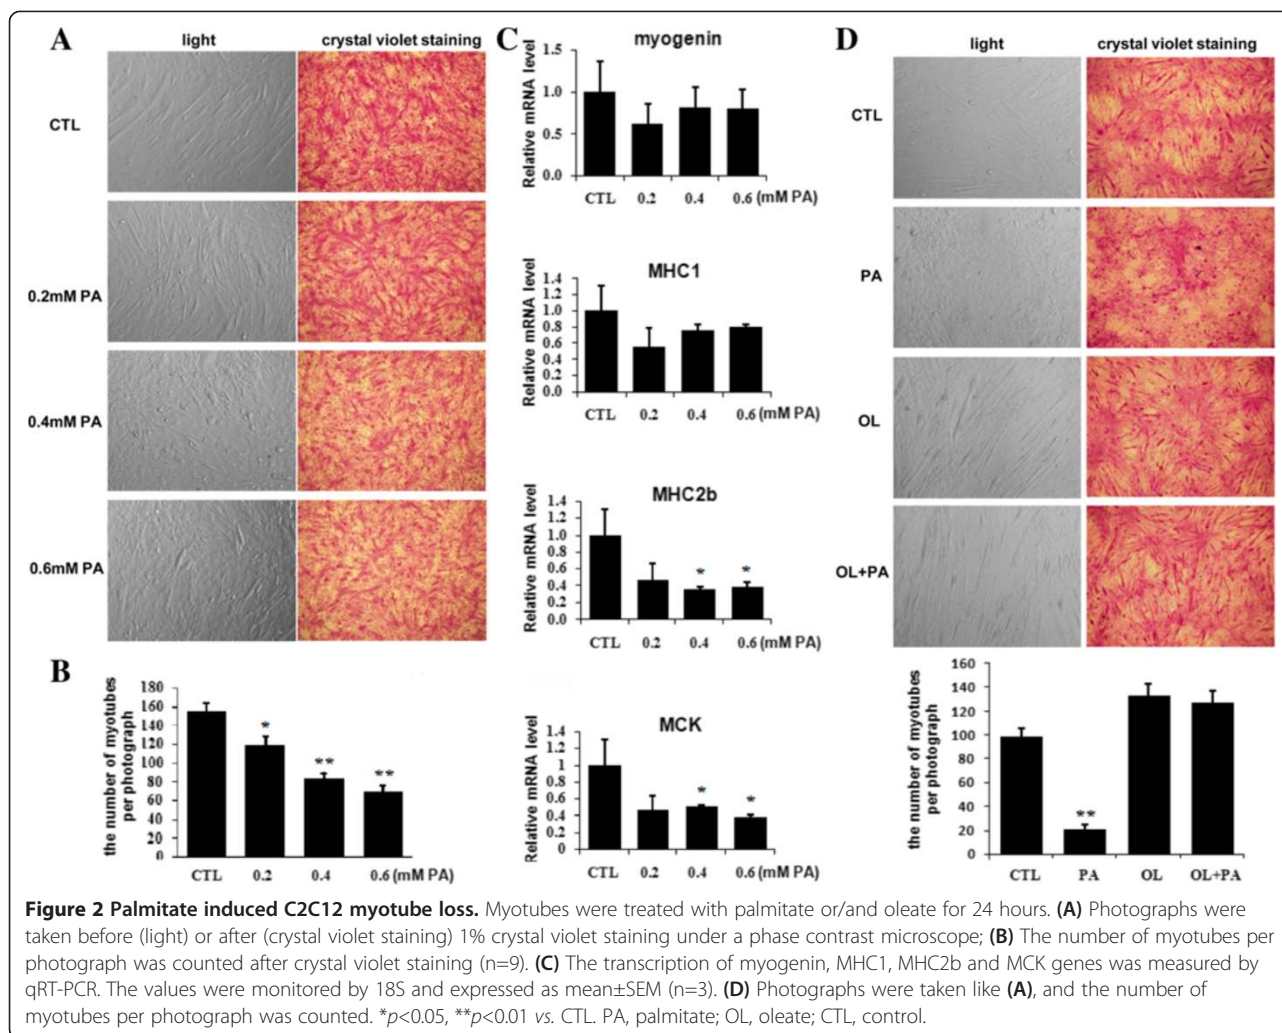 A
light
crystal violet staining
CTL
0.2mM PA
0.4mM PA
0.6mM PA
B
the number of myotubes
per photograph
180
160
140
120
100
80
60
40
20
0
*
**
**
CTL
0.2
0.4
0.6 (mM PA)
C
myogenin
Relative mRNA level
1.5
1.0
0.5
0.0
CTL
0.2
0.4
0.6 (mM PA)
MHC1
Relative mRNA level
1.4
1.2
1.0
0.8
0.6
0.4
0.2
0.0
CTL
0.2
0.4
0.6 (mM PA)
MHC2b
Relative mRNA level
1.4
1.2
1.0
0.8
0.6
0.4
0.2
0
*
*
CTL
0.2
0.4
0.6 (mM PA)
MCK
Relative mRNA level
1.4
1.2
1
0.8
0.6
0.4
0.2
0
*
*
CTL
0.2
0.4
0.6 (mM PA)
D
light
crystal violet staining
CTL
PA
OL
OL+PA
the number of myotubes
per photograph
160
140
120
100
80
60
40
20
0
**
CTL
PA
OL
OL+PA
Figure 2 Palmitate induced C2C12 myotube loss. Myotubes were treated with palmitate or/and oleate for 24 hours. (A) Photographs were
taken before (light) or after (crystal violet staining) 1% crystal violet staining under a phase contrast microscope; (B) The number of myotubes per
photograph was counted after crystal violet staining (n=9). (C) The transcription of myogenin, MHC1, MHC2b and MCK genes was measured by
qRT-PCR. The values were monitored by 18S and expressed as mean±SEM (n=3). (D) Photographs were taken like (A), and the number of
myotubes per photograph was counted. *p<0.05, **p<0.01 vs. CTL. PA, palmitate; OL, oleate; CTL, control.